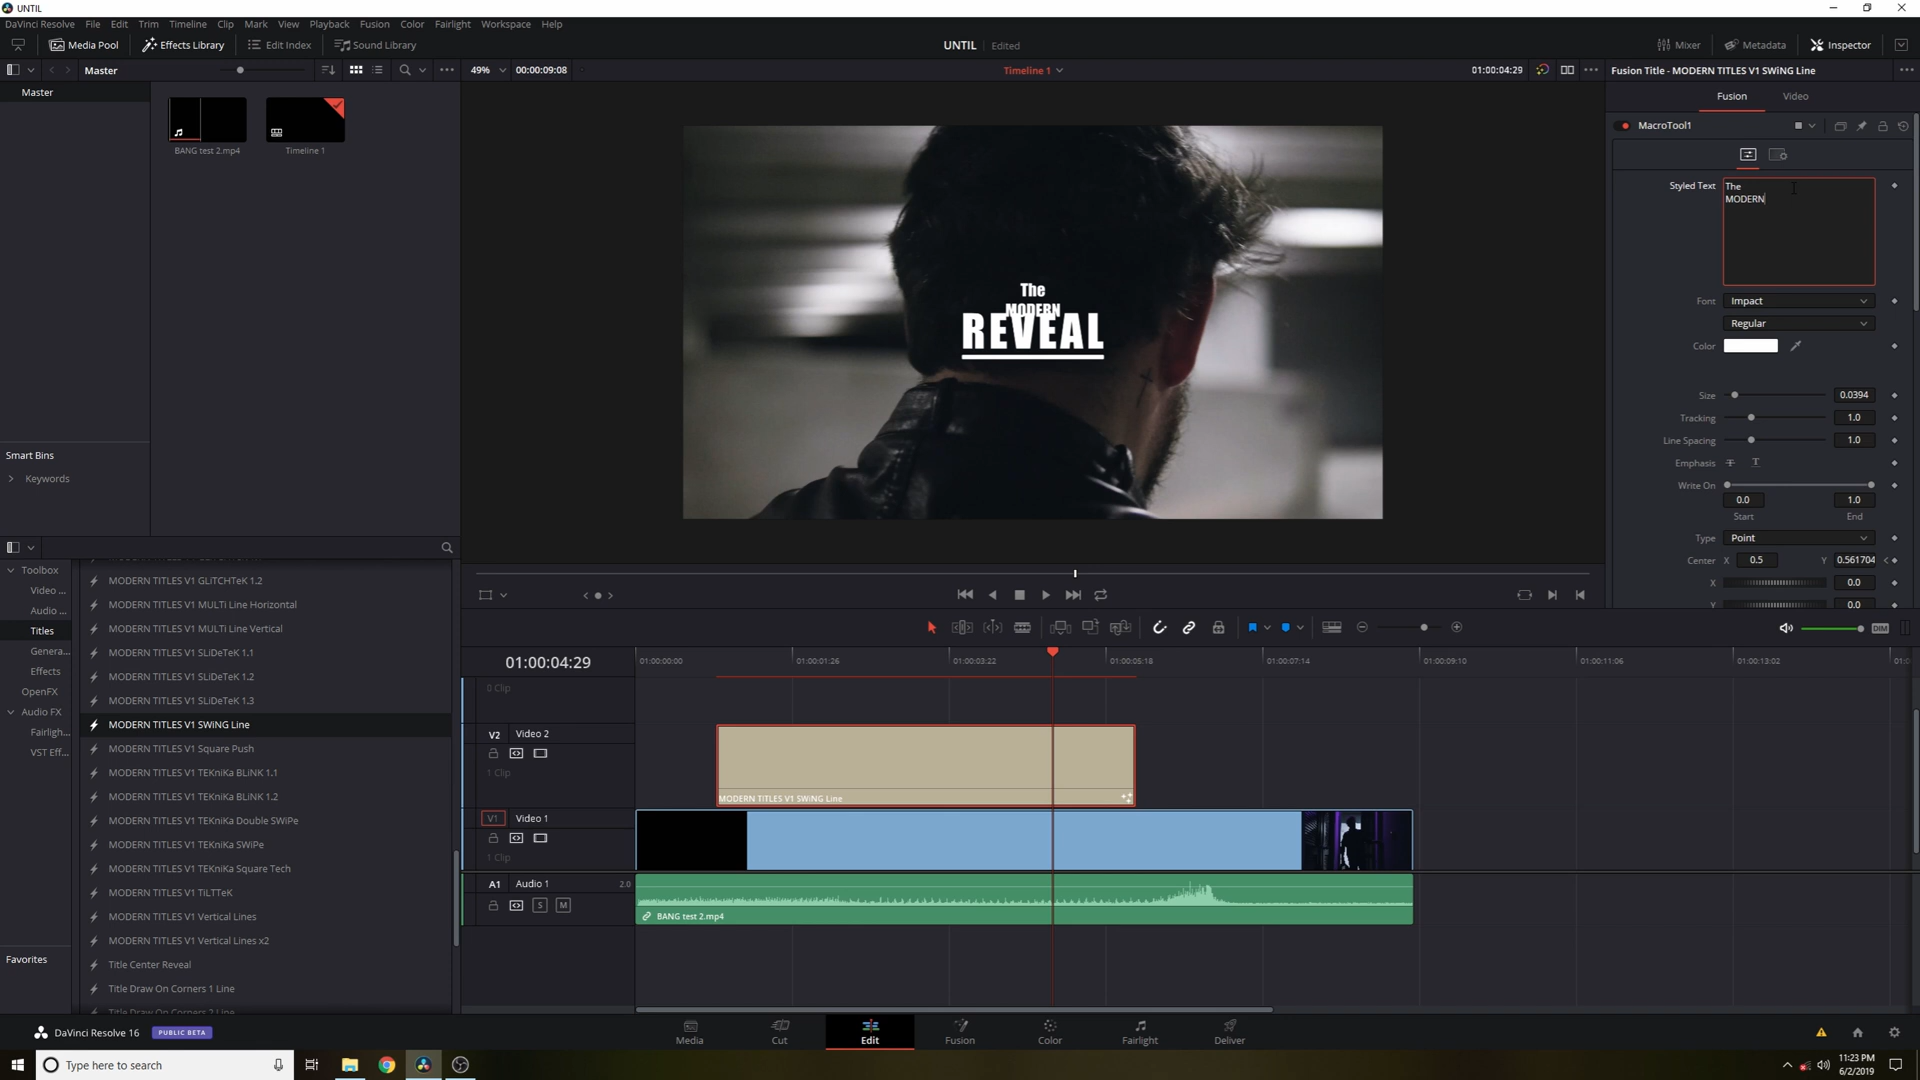 UNTIL
DaVinci Resolve File Edit Trim Timeline Clip Mark View Playback Fusion Color Fairlight Workspace Help
Media Pool Effects Library Edit Index Sound Library UNTIL Edited Mixer Metadata Inspector
Master 49% 00:00:09:08 Timeline 1 01:00:04:29 Fusion Title - MODERN TITLES V1 SWiNG Line
Master
BANG test 2.mp4
Timeline 1
Smart Bins
Keywords
The
MODERN
REVEAL
Fusion Video
MacroTool1
Styled Text
The
MODERN
Font Impact
Regular
Color
Size 0.0394
Tracking 1.0
Line Spacing 1.0
Emphasis T T
Write On
0.0 1.0
Start End
Type Point
Center X 0.5 Y 0.561704
X 0.0
Y 0.0
Toolbox
Video ...
Audio ...
Titles
Genera...
Effects
OpenFX
Audio FX
Fairligh...
VST Eff...
Favorites
MODERN TITLES V1 GLiTCHTeK 1.2
MODERN TITLES V1 MULTi Line Horizontal
MODERN TITLES V1 MULTi Line Vertical
MODERN TITLES V1 SLiDeTeK 1.1
MODERN TITLES V1 SLiDeTeK 1.2
MODERN TITLES V1 SLiDeTeK 1.3
MODERN TITLES V1 SWiNG Line
MODERN TITLES V1 Square Push
MODERN TITLES V1 TEKniKa BLiNK 1.1
MODERN TITLES V1 TEKniKa BLiNK 1.2
MODERN TITLES V1 TEKniKa Double SWiPe
MODERN TITLES V1 TEKniKa SWiPe
MODERN TITLES V1 TEKniKa Square Tech
MODERN TITLES V1 TiLTTeK
MODERN TITLES V1 Vertical Lines
MODERN TITLES V1 Vertical Lines x2
Title Center Reveal
Title Draw On Corners 1 Line
Title Draw On Corners 2 Line
DIM
01:00:04:29 01:00:00:00 01:00:01:26 01:00:03:22 01:00:05:18 01:00:07:14 01:00:09:10 01:00:11:06 01:00:13:02
0 Clip
V2 Video 2
1 Clip
MODERN TITLES V1 SWiNG Line
V1 Video 1
1 Clip
A1 Audio 1 2.0
S M
BANG test 2.mp4
DaVinci Resolve 16 PUBLIC BETA
Media Cut Edit Fusion Color Fairlight Deliver
Type here to search
11:23 PM
6/2/2019